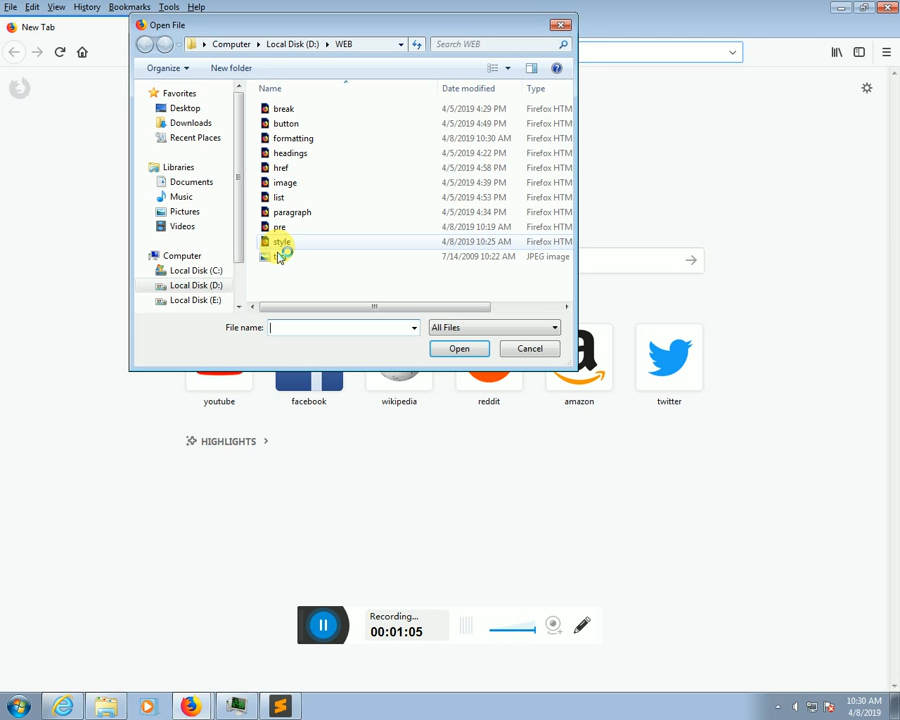 File Edit View History Bookmarks Tools Help
New Tab
Open File
Computer Local Disk (D:) WEB
Search WEB
Organize New folder
Name Date modified Type
Favorites
Desktop
Downloads
Recent Places
Libraries
Documents
Music
Pictures
Videos
Computer
Local Disk (C:)
Local Disk (D:)
Local Disk (E:)
break 4/5/2019 4:29 PM Firefox HTM
button 4/5/2019 4:49 PM Firefox HTM
formatting 4/8/2019 10:30 AM Firefox HTM
headings 4/5/2019 4:22 PM Firefox HTM
href 4/5/2019 4:58 PM Firefox HTM
image 4/5/2019 4:39 PM Firefox HTM
list 4/5/2019 4:53 PM Firefox HTM
paragraph 4/5/2019 4:34 PM Firefox HTM
pre 4/8/2019 10:19 AM Firefox HTM
style 4/8/2019 10:25 AM Firefox HTM
7/14/2009 10:22 AM JPEG image
File name:
All Files
Open Cancel
youtube facebook wikipedia reddit amazon twitter
HIGHLIGHTS
Recording...
00:01:05
10:30 AM
4/8/2019